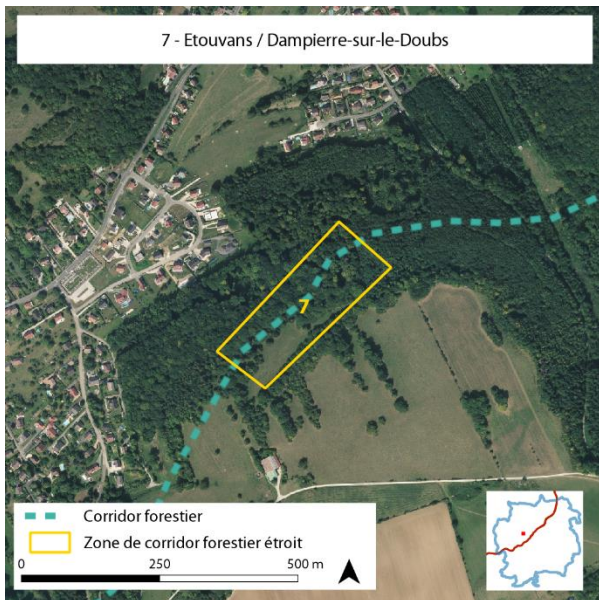 7 - Etouvans / Dampierre-sur-le-Doubs
7
Corridor forestier
Zone de corridor forestier étroit
0 250 500 m